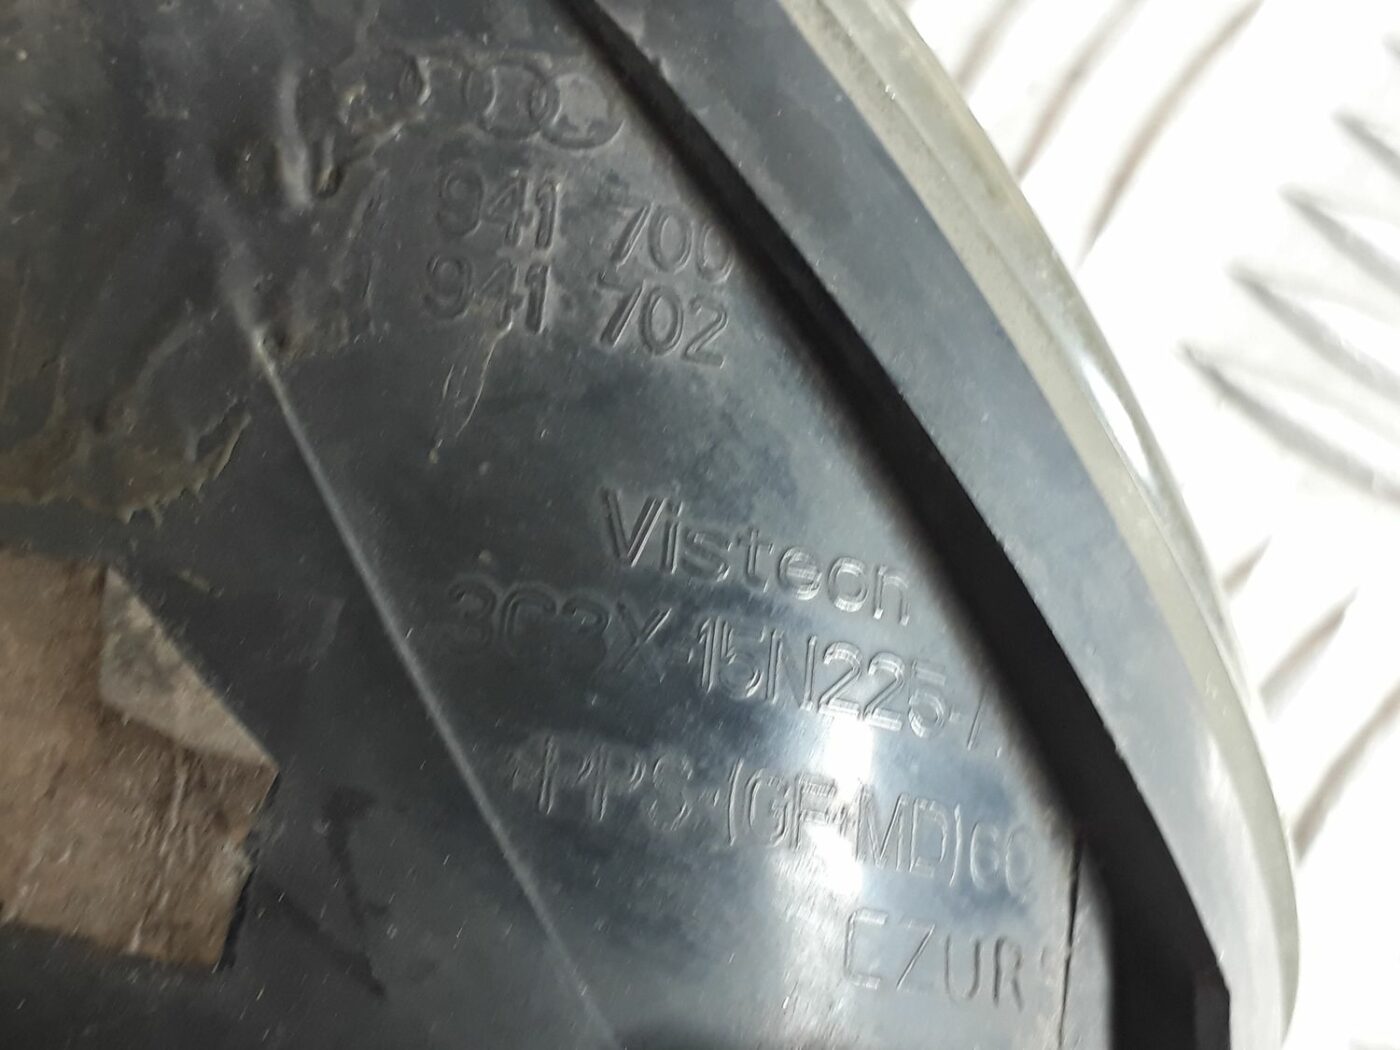 941 700
941 702
Visteon
3C3X 15N225-
PPS-(GF+MD)60
CZUR